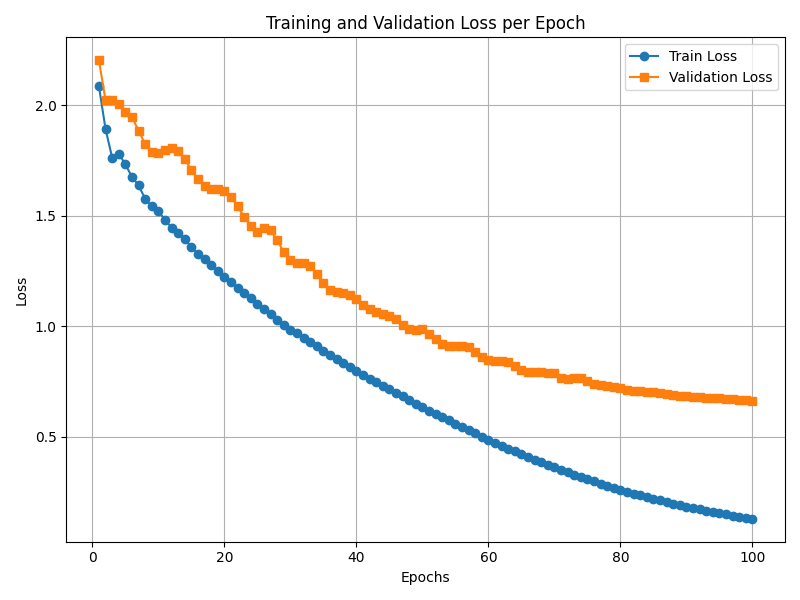 Training and Validation Loss per Epoch
Train Loss
Validation Loss
2.0
1.5
1.0
0.5
Loss
0 20 40 60 80 100
Epochs